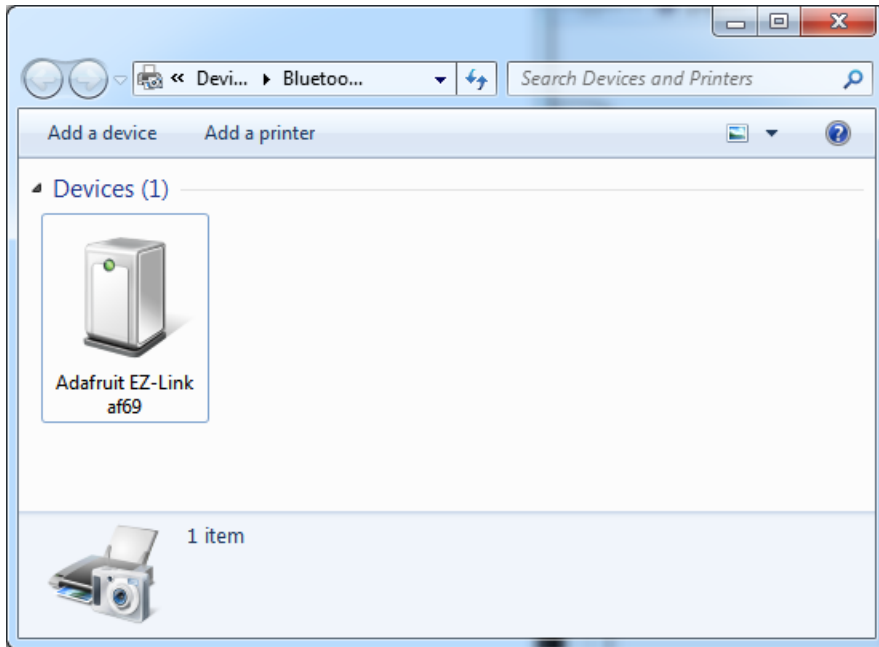 « Devi... ▸ Bluetoo...
Search Devices and Printers
Add a device
Add a printer
Devices (1)
Adafruit EZ-Link
af69
1 item